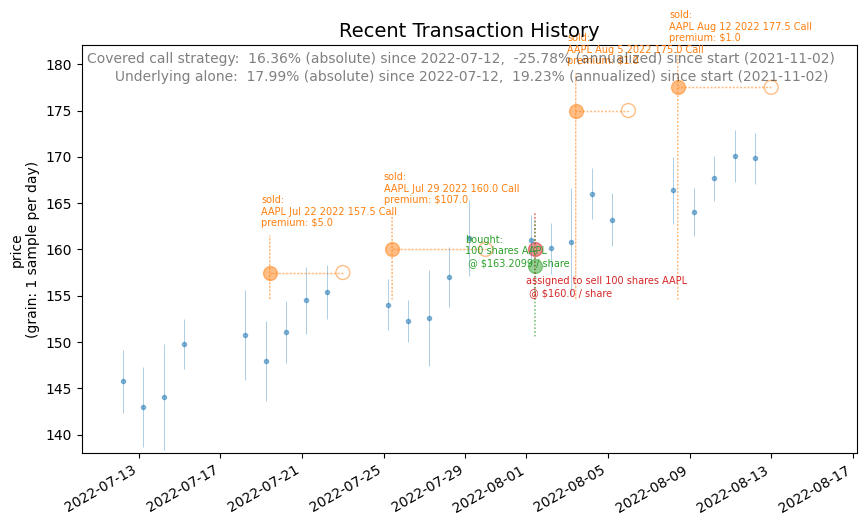 Recent Transaction History
sold:
AAPL Aug 12 2022 177.5 Call
premium: $1.0
sold:
AAPL Aug 5 2022 175.0 Call
premium:
Covered call strategy:  16.36% (absolute) since 2022-07-12,  -25.78% (annualized) since start (2021-11-02)
Underlying alone:  17.99% (absolute) since 2022-07-12,  19.23% (annualized) since start (2021-11-02)
sold:
AAPL Jul 29 2022 160.0 Call
premium: $107.0
sold:
AAPL Jul 22 2022 157.5 Call
premium: $5.0
bought:
100 shares AAPL
@ $163.2099 / share
assigned to sell 100 shares AAPL
@ $160.0 / share
price
(grain: 1 sample per day)
180
175
170
165
160
155
150
145
140
2022-07-13
2022-07-17
2022-07-21
2022-07-25
2022-07-29
2022-08-01
2022-08-05
2022-08-09
2022-08-13
2022-08-17